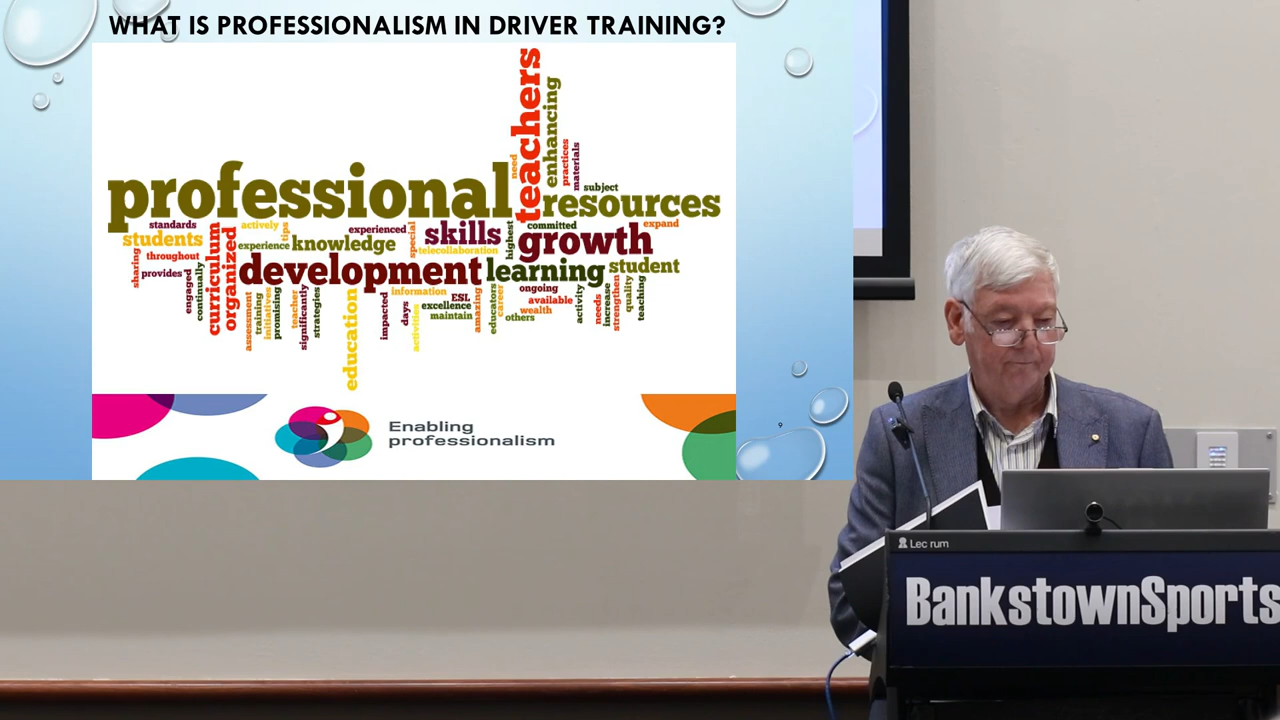 WHAT IS PROFESSIONALISM IN DRIVER TRAINING?
teachers
enhancing
need
practices
materials
professional
subject
resources
standards
actively
tips
experienced
special
committed
expand
students
curriculum
organized
experience
knowledge
skills
highest
growth
telecollaboration
sharing
throughout
provides
engaged
continually
development
learning
student
assessment
training
initiatives
promising
teacher
significantly
strategies
education
impacted
information
days
activities
ESL
excellence
maintain
amazing
educators
career
ongoing
available
wealth
others
activity
needs
increase
strengthen
quality
teaching
Enabling
professionalism
9
Lec rum
BankstownSports